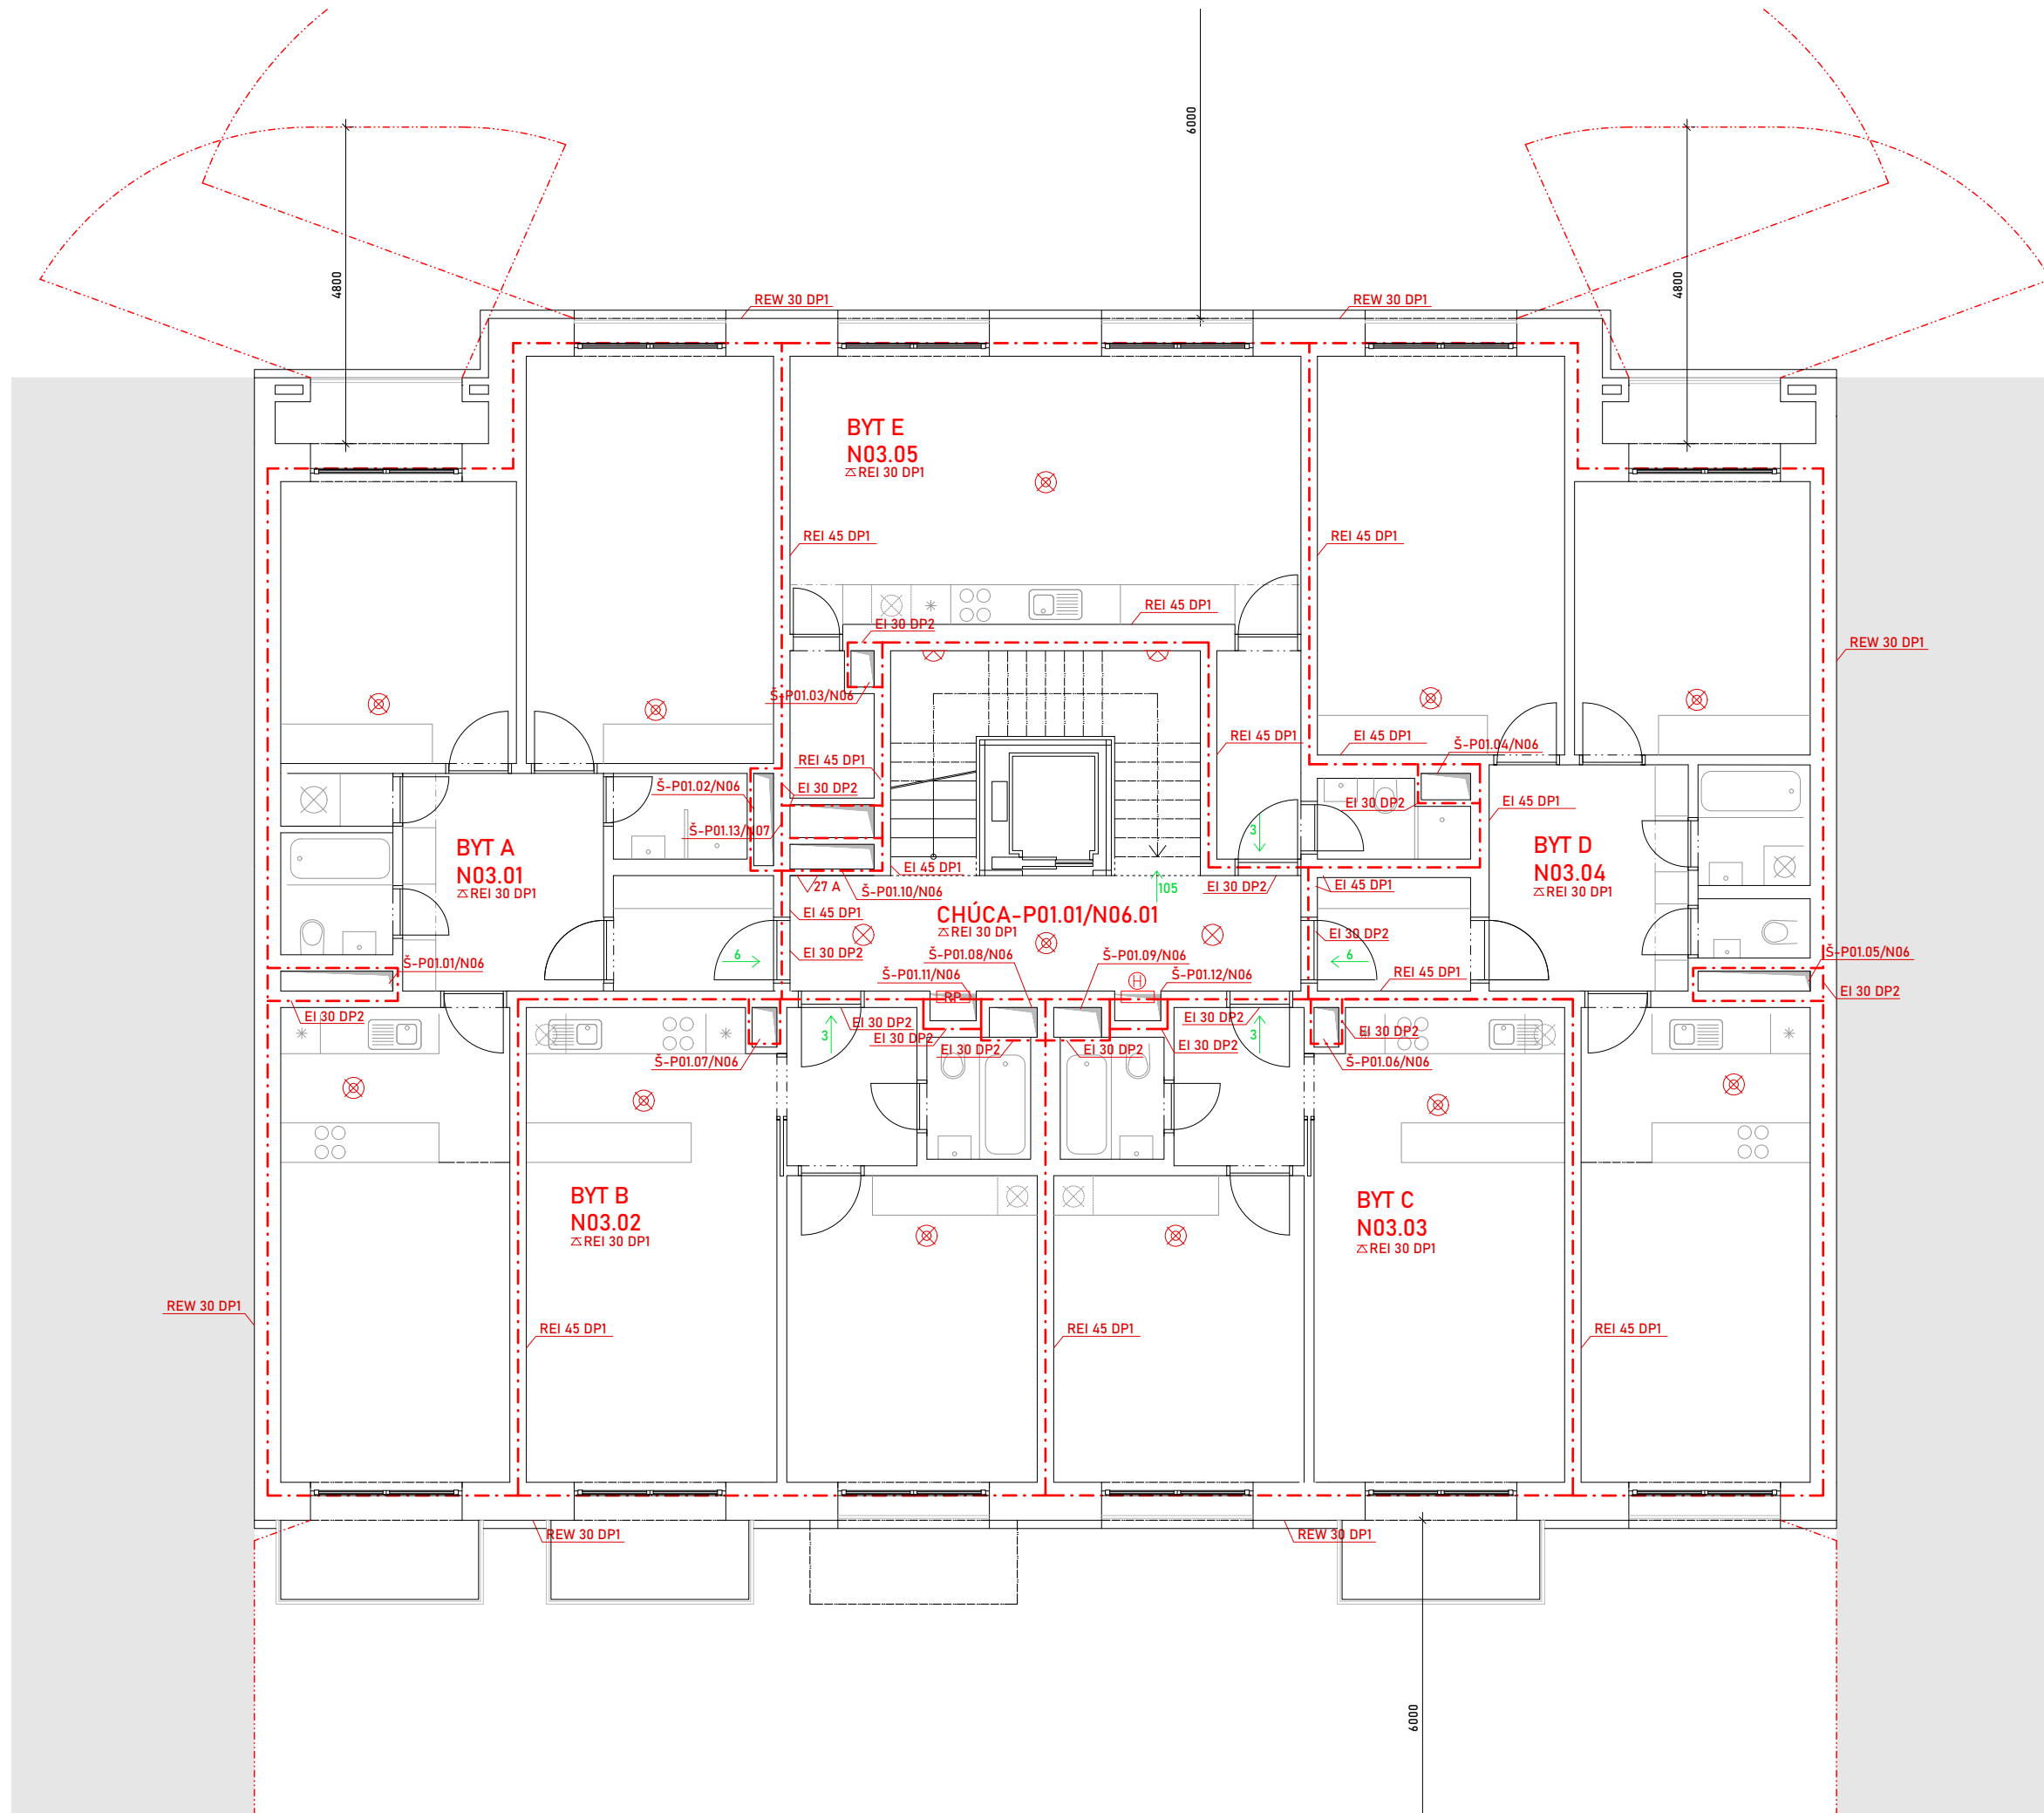 6000
4800
4800
REW 30 DP1
REW 30 DP1
BYT E
N03.05
REI 30 DP1
REI 45 DP1
REI 45 DP1
REI 45 DP1
EI 30 DP2
REW 30 DP1
Š-P01.03/N06
REI 45 DP1
EI 45 DP1
Š-P01.04/N06
REI 45 DP1
Š-P01.02/N06
EI 30 DP2
EI 30 DP2
EI 45 DP1
Š-P01.13/N07
3
BYT A
N03.01
REI 30 DP1
BYT D
N03.04
REI 30 DP1
EI 45 DP1
27 A
Š-P01.10/N06
105
EI 30 DP2
EI 45 DP1
EI 45 DP1
CHÚCA-P01.01/N06.01
REI 30 DP1
EI 30 DP2
6
EI 30 DP2
6
Š-P01.08/N06
Š-P01.09/N06
Š-P01.05/N06
Š-P01.01/N06
Š-P01.11/N06
Š-P01.12/N06
REI 45 DP1
H
RP
EI 30 DP2
EI 30 DP2
EI 30 DP2
EI 30 DP2
3
EI 30 DP2
EI 30 DP2
EI 30 DP2
EI 30 DP2
3
EI 30 DP2
Š-P01.07/N06
Š-P01.06/N06
BYT B
N03.02
REI 30 DP1
BYT C
N03.03
REI 30 DP1
REW 30 DP1
REI 45 DP1
REI 45 DP1
REI 45 DP1
REW 30 DP1
REW 30 DP1
6000